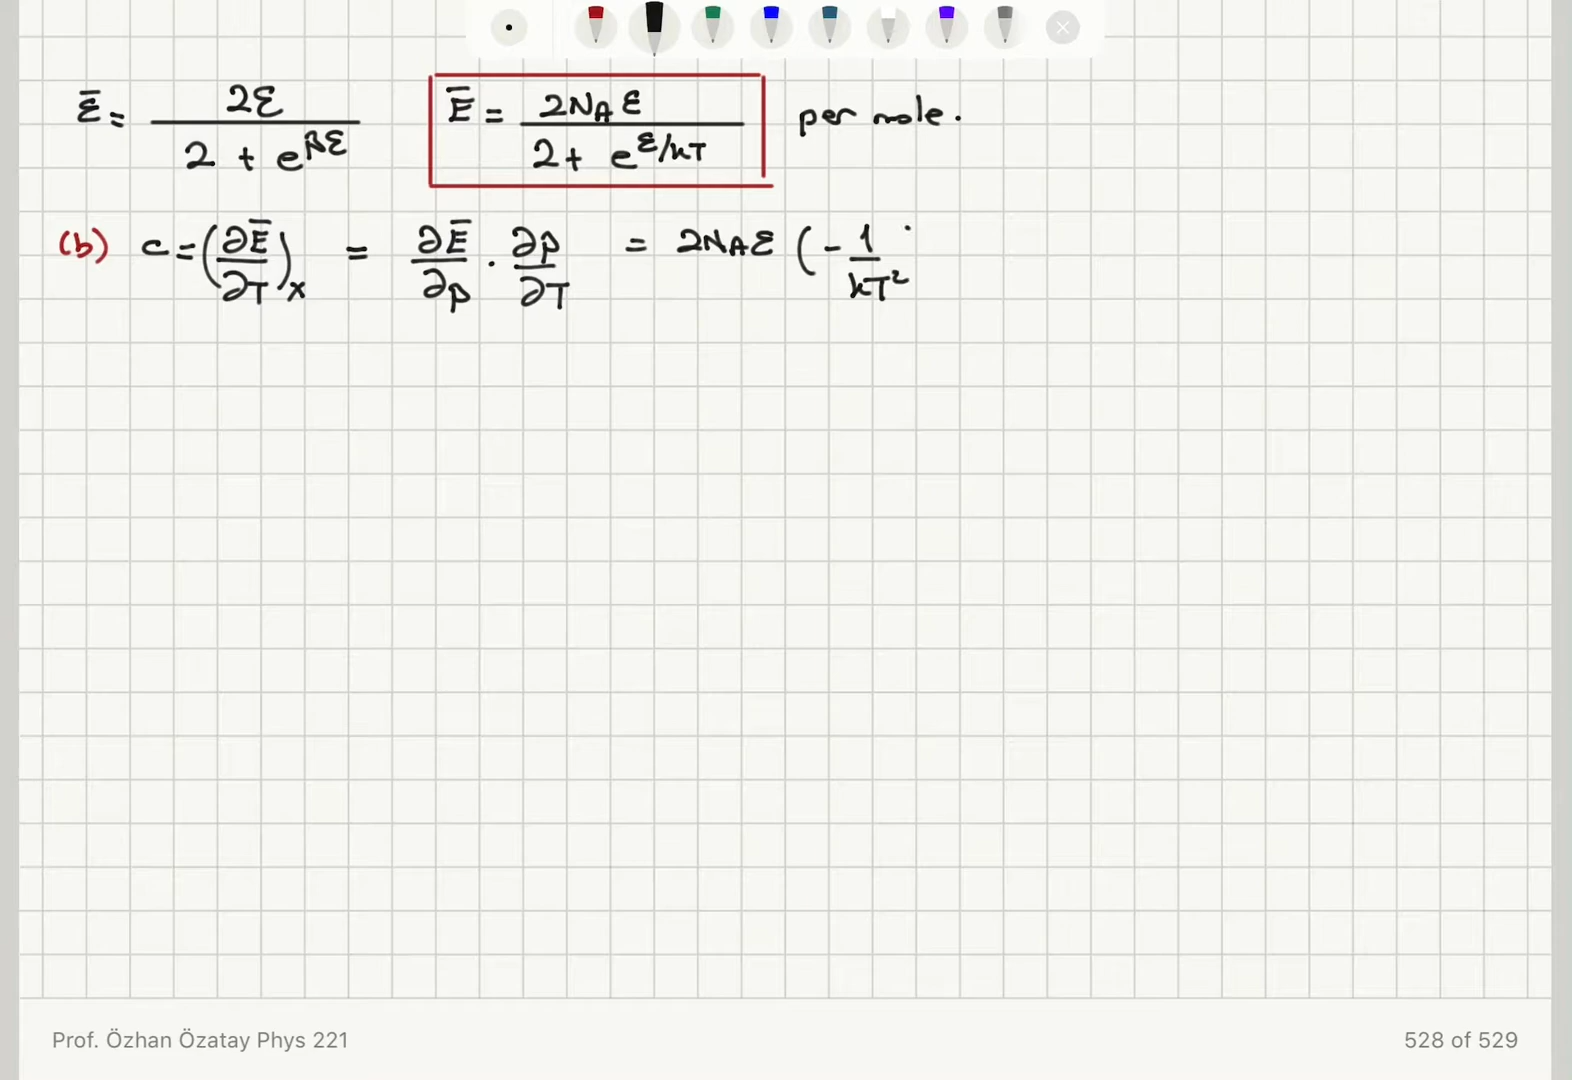 ε̄ = 2ε / (2 + e^βε)   Ē = 2N_A ε / (2 + e^ε/kT)   per mole.
(b) c = (∂Ē/∂T)_x = ∂Ē/∂β · ∂β/∂T = 2N_Aε (- 1/kT²
Prof. Özhan Özatay Phys 221
528 of 529